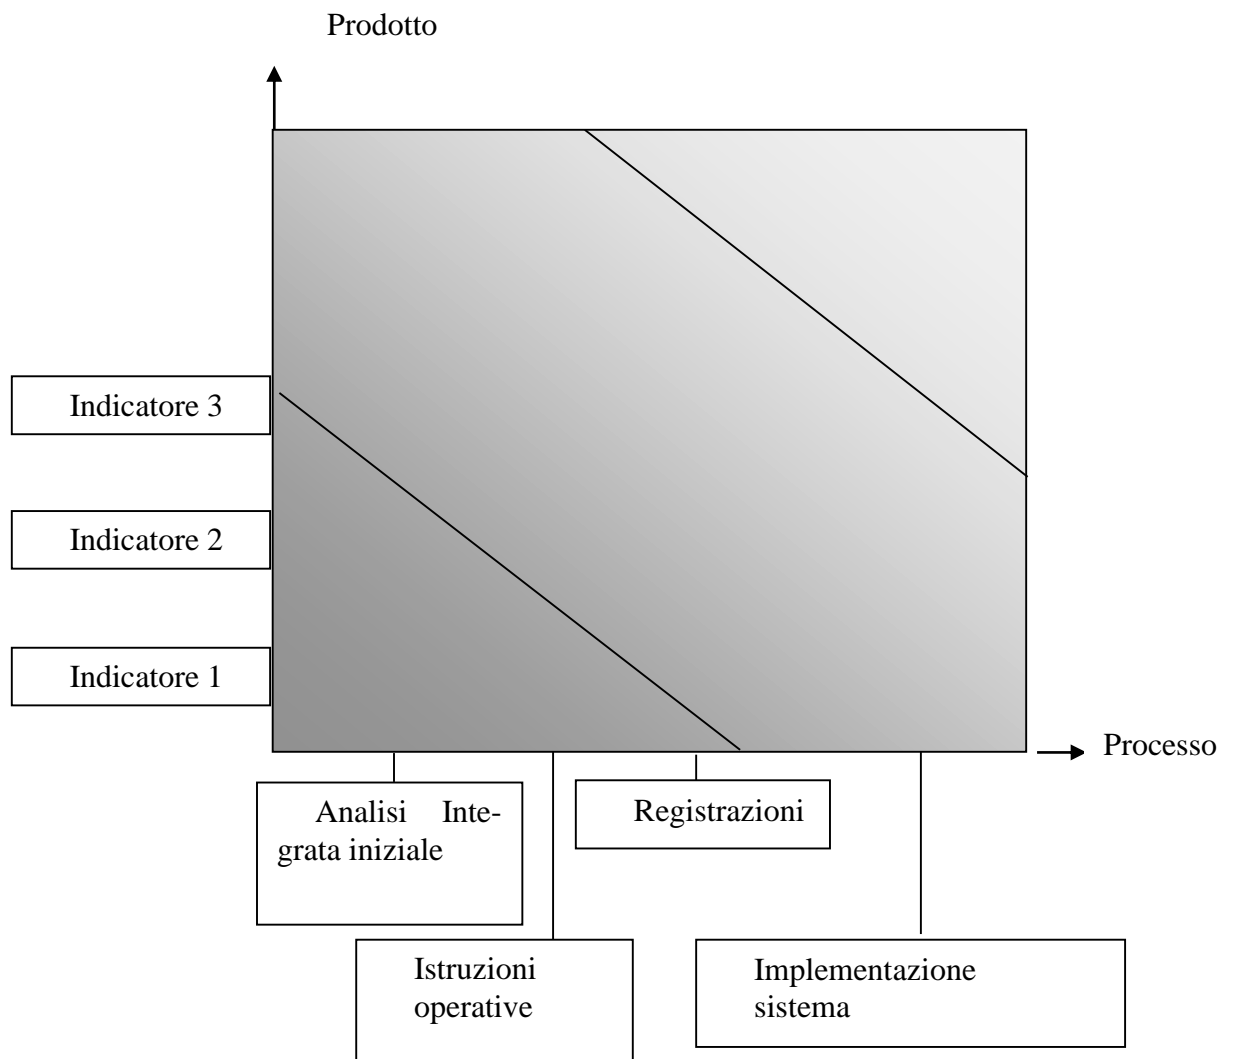 Prodotto
Indicatore 3
Indicatore 2
Indicatore 1
Processo
Analisi Inte-
grata iniziale
Registrazioni
Istruzioni
operative
Implementazione
sistema